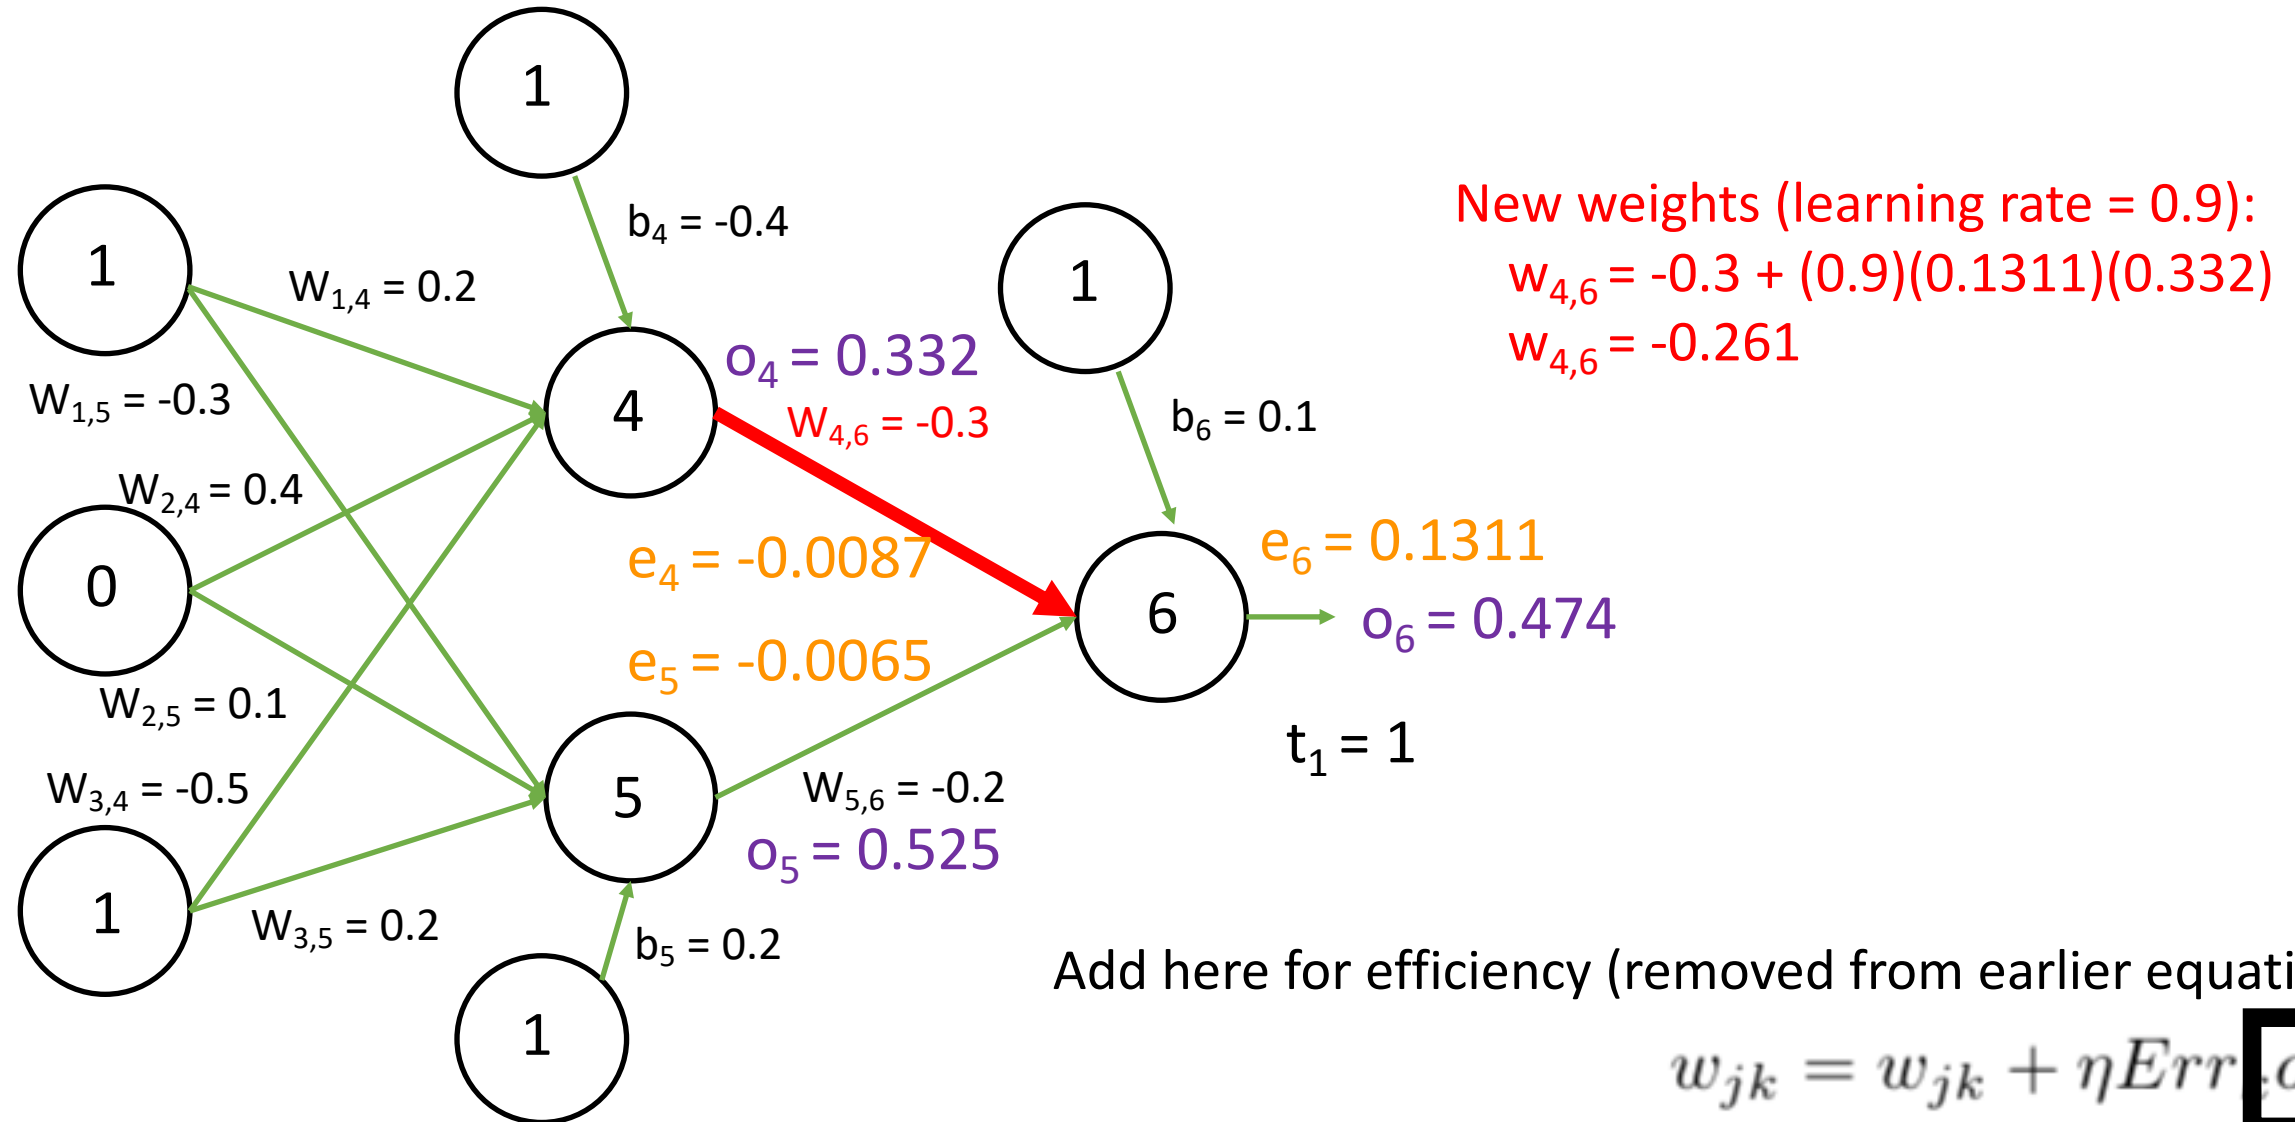 1
b4 = -0.4
1
W1,4 = 0.2
1
New weights (learning rate = 0.9):
w4,6 = -0.3 + (0.9)(0.1311)(0.332)
w4,6 = -0.261
o4 = 0.332
W1,5 = -0.3
4
W4,6 = -0.3
b6 = 0.1
W2,4 = 0.4
0
e4 = -0.0087
e6 = 0.1311
6
o6 = 0.474
e5 = -0.0065
W2,5 = 0.1
t1 = 1
W3,4 = -0.5
5
W5,6 = -0.2
o5 = 0.525
1
W3,5 = 0.2
b5 = 0.2
1
Add here for efficiency (removed from earlier
wjk = wjk + ηErr